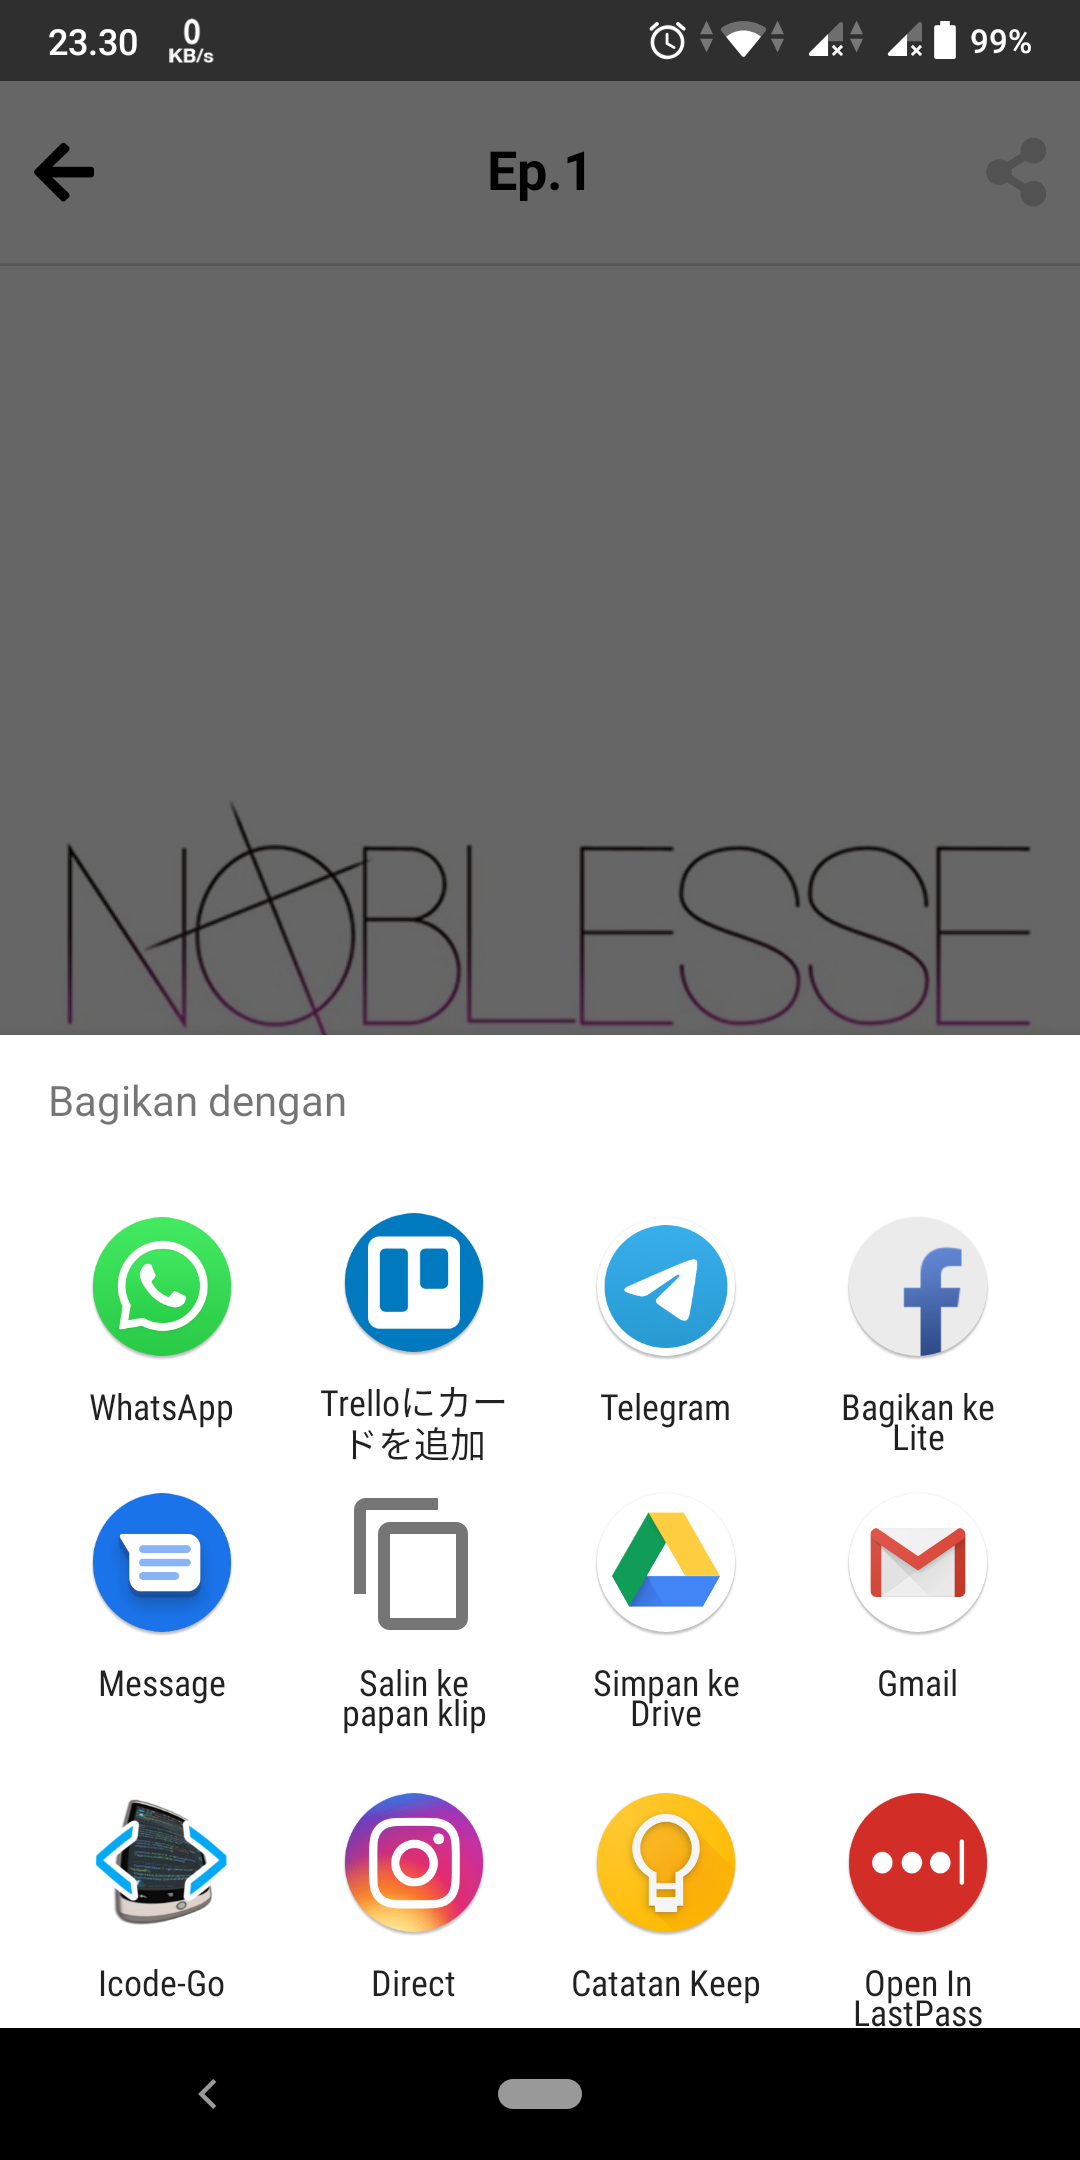 23.30
0
KB/s
99%
Ep.1
NOBLESSE
Bagikan dengan
WhatsApp
Trelloにカー
ドを追加
Telegram
Bagikan ke
Lite
Message
Salin ke
papan klip
Simpan ke
Drive
Gmail
Icode-Go
Direct
Catatan Keep
Open In
LastPass